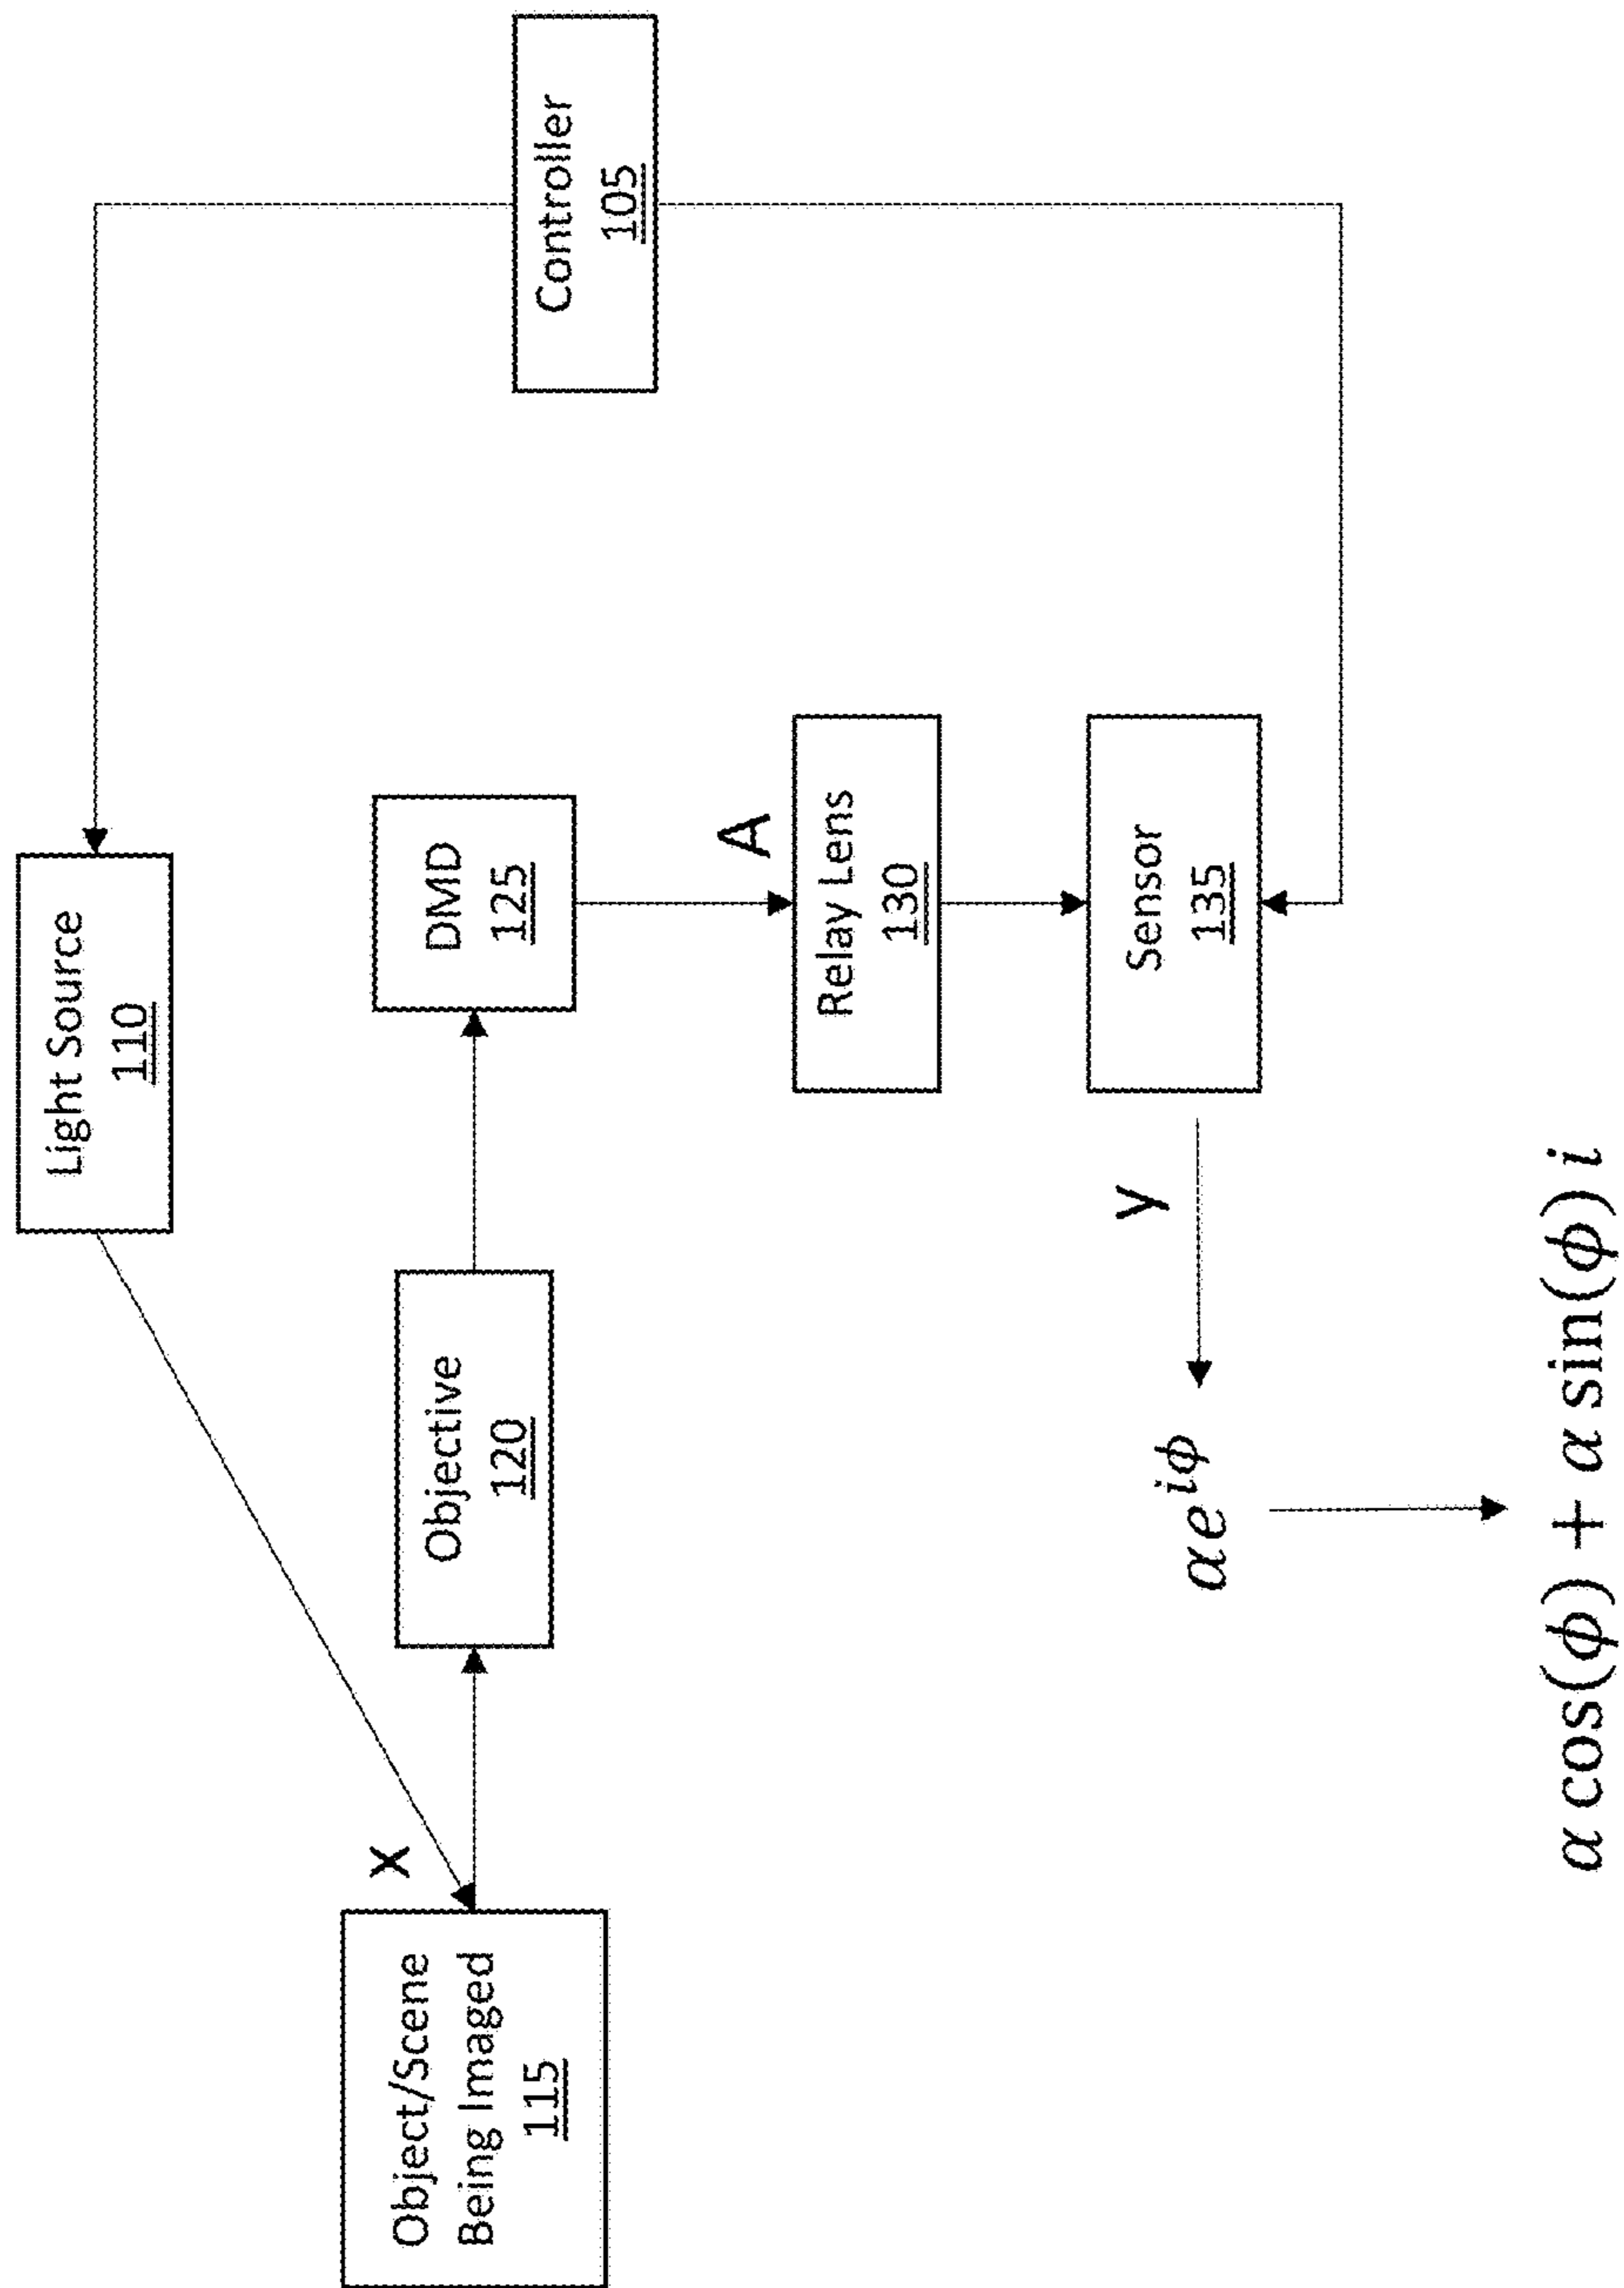 Controller
105
Light Source
110
DMD
125
A
Relay Lens
130
Sensor
135
Objective
120
X
Object/Scene
Being Imaged
115
y
αe^{iϕ}
α cos(ϕ) + α sin(ϕ) i